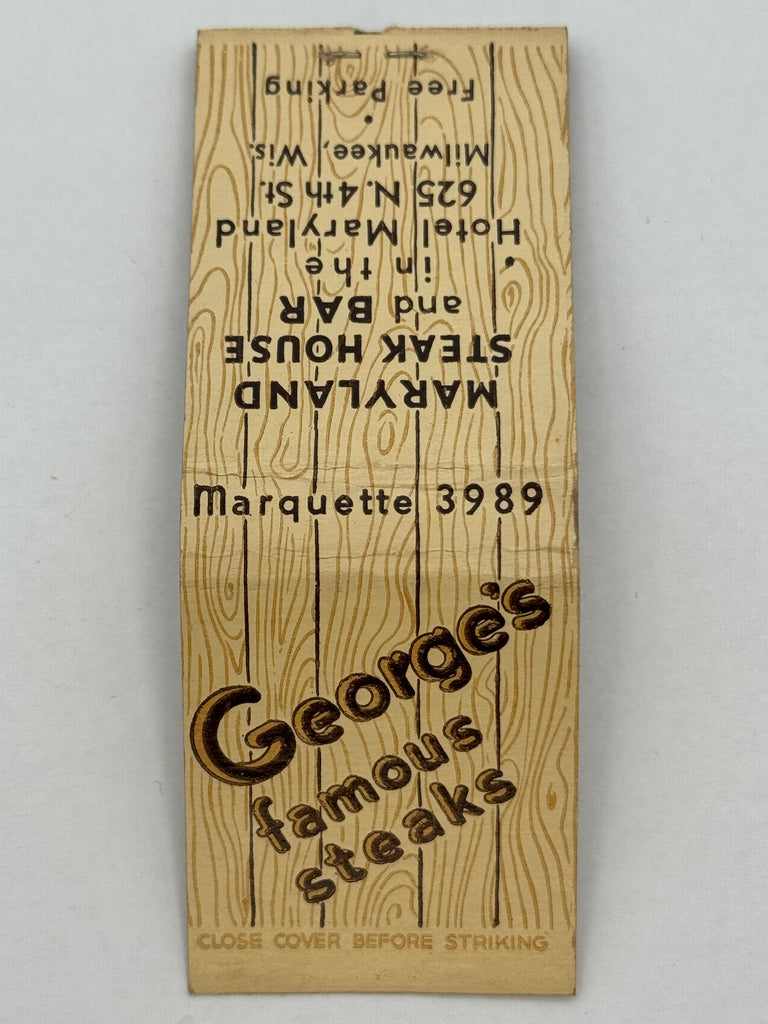 Marquette 3989
George's
famous
steaks
CLOSE COVER BEFORE STRIKING
MARYLAND
STEAK HOUSE
and BAR
in the
• Hotel Maryland
625 N. 4th St.
Milwaukee, Wis.
•
Free Parking